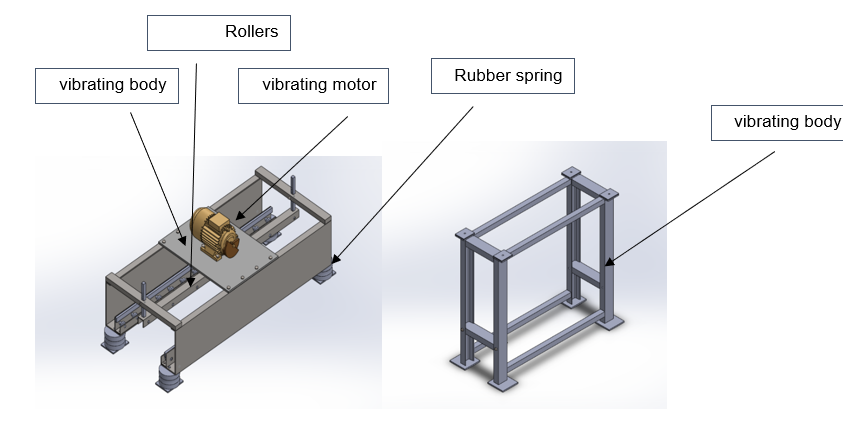 Rollers
vibrating body
vibrating motor
Rubber spring
vibrating body